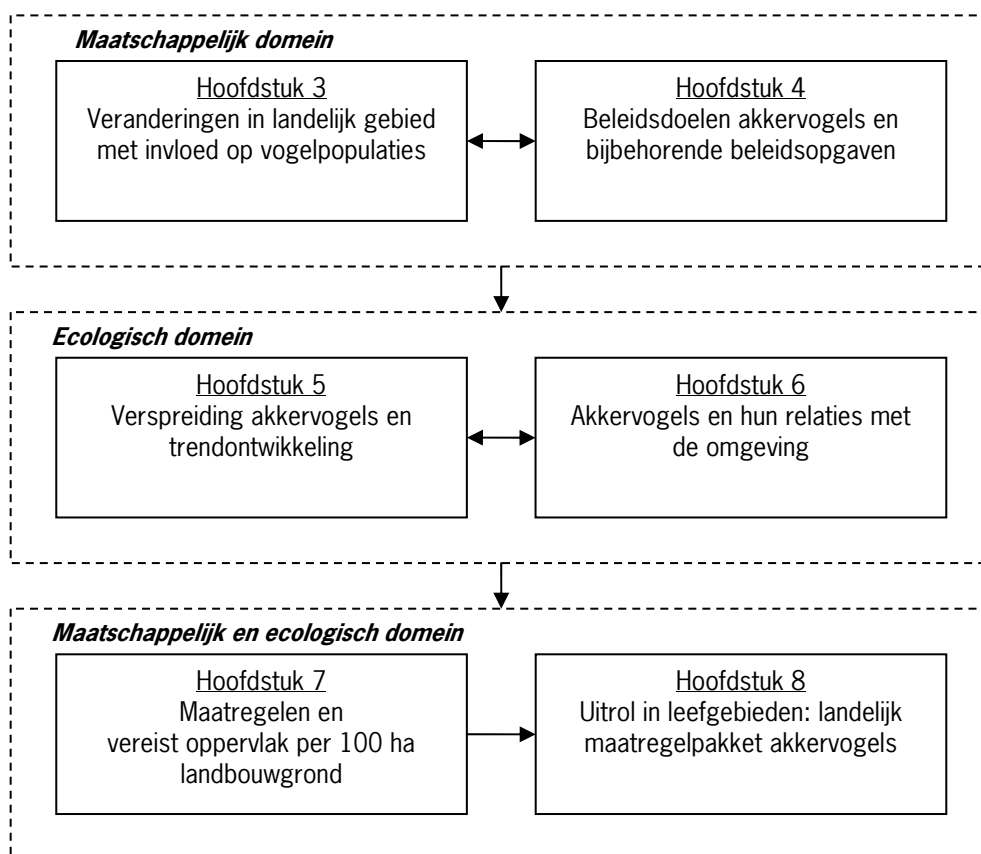 Maatschappelijk domein
Hoofdstuk 3
Veranderingen in landelijk gebied
met invloed op vogelpopulaties
Hoofdstuk 4
Beleidsdoelen akkervogels en
bijbehorende beleidsopgaven
Ecologisch domein
Hoofdstuk 5
Verspreiding akkervogels en
trendontwikkeling
Hoofdstuk 6
Akkervogels en hun relaties met
de omgeving
Maatschappelijk en ecologisch domein
Hoofdstuk 7
Maatregelen en
vereist oppervlak per 100 ha
landbouwgrond
Hoofdstuk 8
Uitrol in leefgebieden: landelijk
maatregelpakket akkervogels